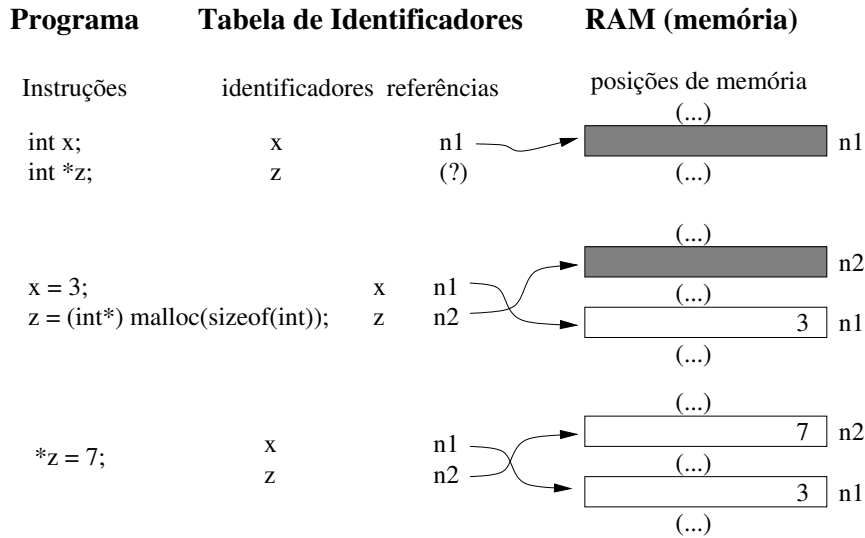 Programa Tabela de Identificadores RAM (memória)
Instruções identificadores referências posições de memória
(...)
int x; x n1 n1
int *z; z (?) (...)
(...)
n2
x = 3; x n1 (...)
z = (int*) malloc(sizeof(int)); z n2 3 n1
(...)
(...)
7 n2
*z = 7; x n1
z n2 (...)
3 n1
(...)